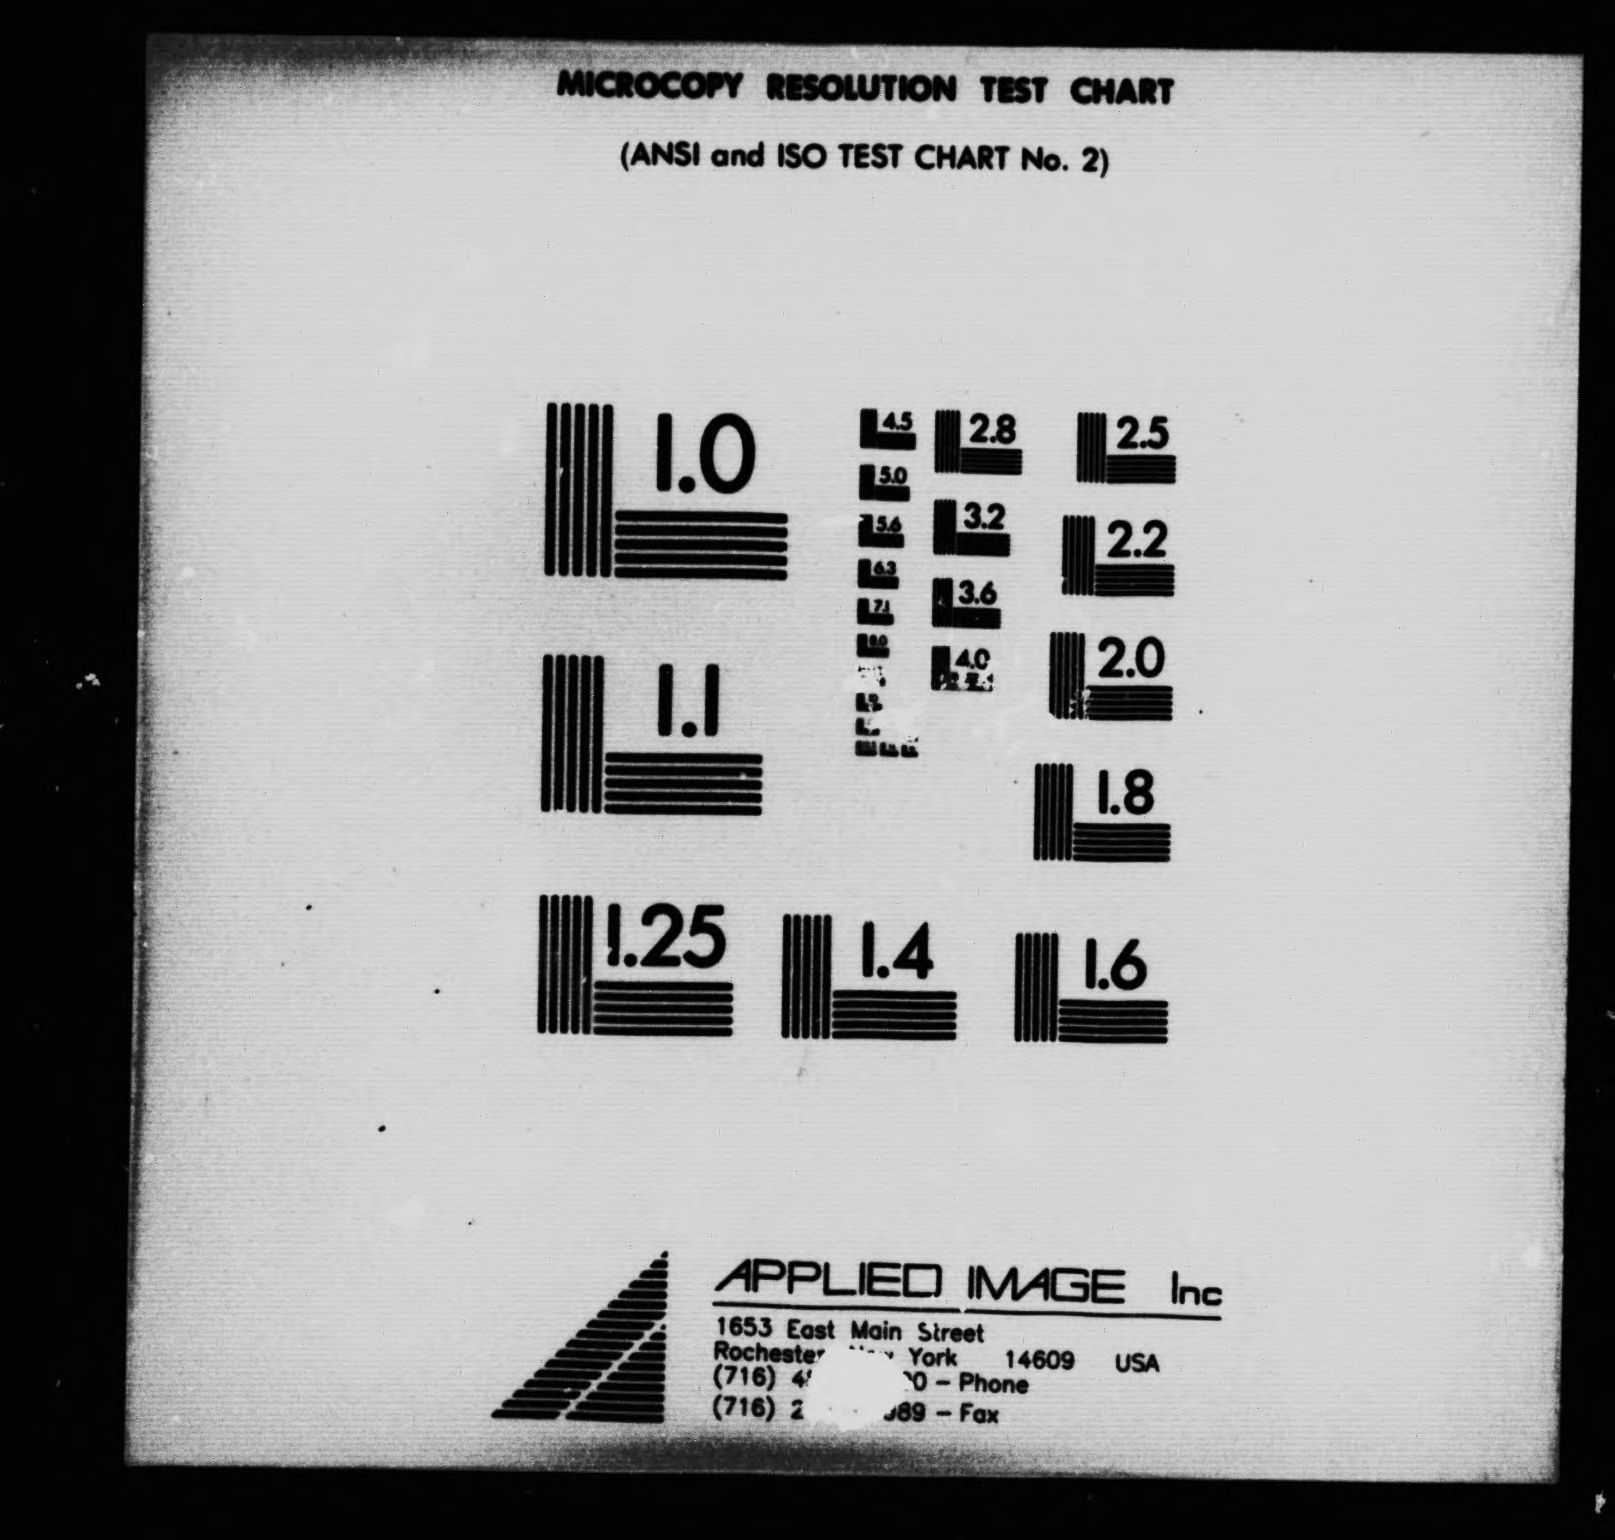 MICROCOPY RESOLUTION TEST CHART
(ANSI and ISO TEST CHART No. 2)
1.0
1.1
1.25
1.4
1.6
1.8
2.0
2.2
2.5
2.8
3.2
3.6
4.0
4.5
5.0
5.6
6.3
7.1
8.0
APPLIED IMAGE Inc
1653 East Main Street
Rochester York 14609 USA
(716) - Phone
(716) - Fax